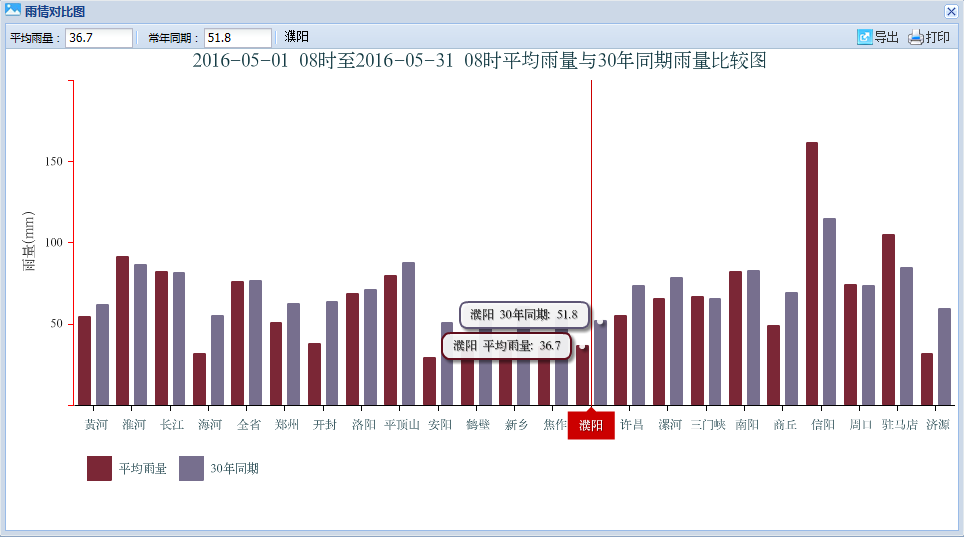 雨情对比图
平均雨量： 36.7 常年同期： 51.8 濮阳 导出 打印
2016-05-01 08时至2016-05-31 08时平均雨量与30年同期雨量比较图
雨量(mm)
150
100
50
濮阳 30年同期: 51.8
濮阳 平均雨量: 36.7
黄河 淮河 长江 海河 全省 郑州 开封 洛阳 平顶山 安阳 鹤壁 新乡 焦作 濮阳 许昌 漯河 三门峡 南阳 商丘 信阳 周口 驻马店 济源
平均雨量 30年同期